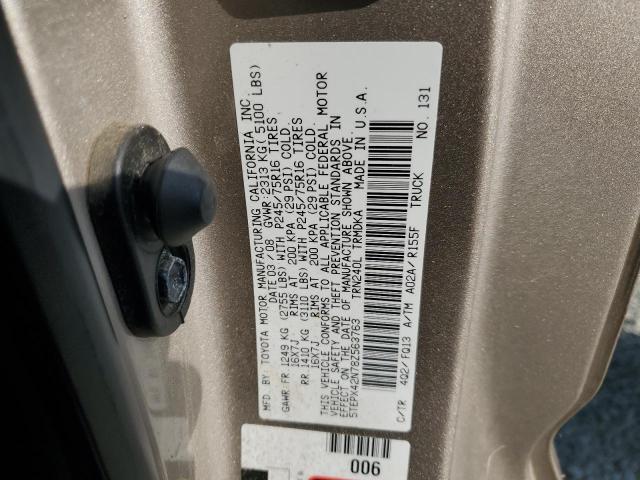 MFD. BY: TOYOTA MOTOR MANUFACTURING CALIFORNIA INC.
DATE 03/08 GVWR: 2313 KG( 5100 LBS)
GAWR: FR 1249 KG (2755 LBS) WITH P245/75R16 TIRES
16X7J RIMS AT 200 KPA (29 PSI) COLD
RR 1410 KG (3110 LBS) WITH P245/75R16 TIRES
16X7J RIMS AT 200 KPA (29 PSI) COLD.
THIS VEHICLE CONFORMS TO ALL APPLICABLE FEDERAL MOTOR
VEHICLE SAFETY AND THEFT PREVENTION STANDARDS IN
EFFECT ON THE DATE OF MANUFACTURE SHOWN ABOVE.
5TEPX42N78Z563763 TRN240L TRMDKA MADE IN U.S.A.
C/TR 4Q2/FQ13 A/TM A02A/R155F TRUCK NO. 131
006